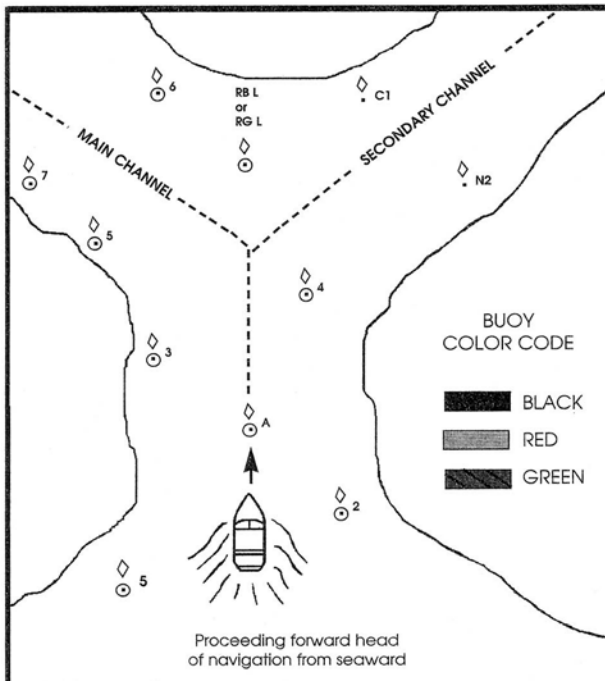 6
RB L
or
RG L
C1
MAIN CHANNEL
SECONDARY CHANNEL
7
N2
5
4
3
BUOY
COLOR CODE
BLACK
RED
GREEN
A
2
5
Proceeding forward head
of navigation from seaward